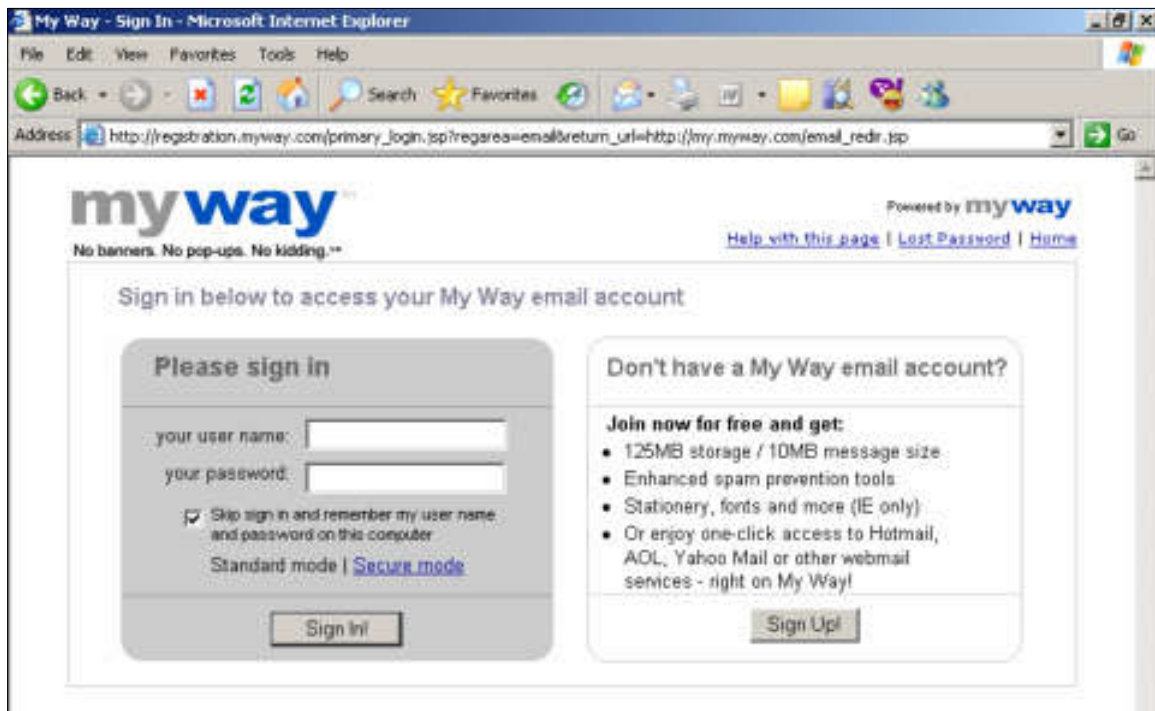 My Way - Sign In - Microsoft Internet Explorer
File Edit View Favorites Tools Help
Back Search Favorites
Address http://registration.myway.com/primary_login.jsp?regarea=email&return_url=http://my.myway.com/email_redir.jsp Go
my way
Powered by my way
No banners. No pop-ups. No kidding.℠
Help with this page | Lost Password | Home
Sign in below to access your My Way email account
Please sign in
your user name:
your password:
Skip sign in and remember my user name
and password on this computer
Standard mode | Secure mode
Sign In!
Don't have a My Way email account?
Join now for free and get:
• 125MB storage / 10MB message size
• Enhanced spam prevention tools
• Stationery, fonts and more (IE only)
• Or enjoy one-click access to Hotmail,
AOL, Yahoo Mail or other webmail
services - right on My Way!
Sign Up!